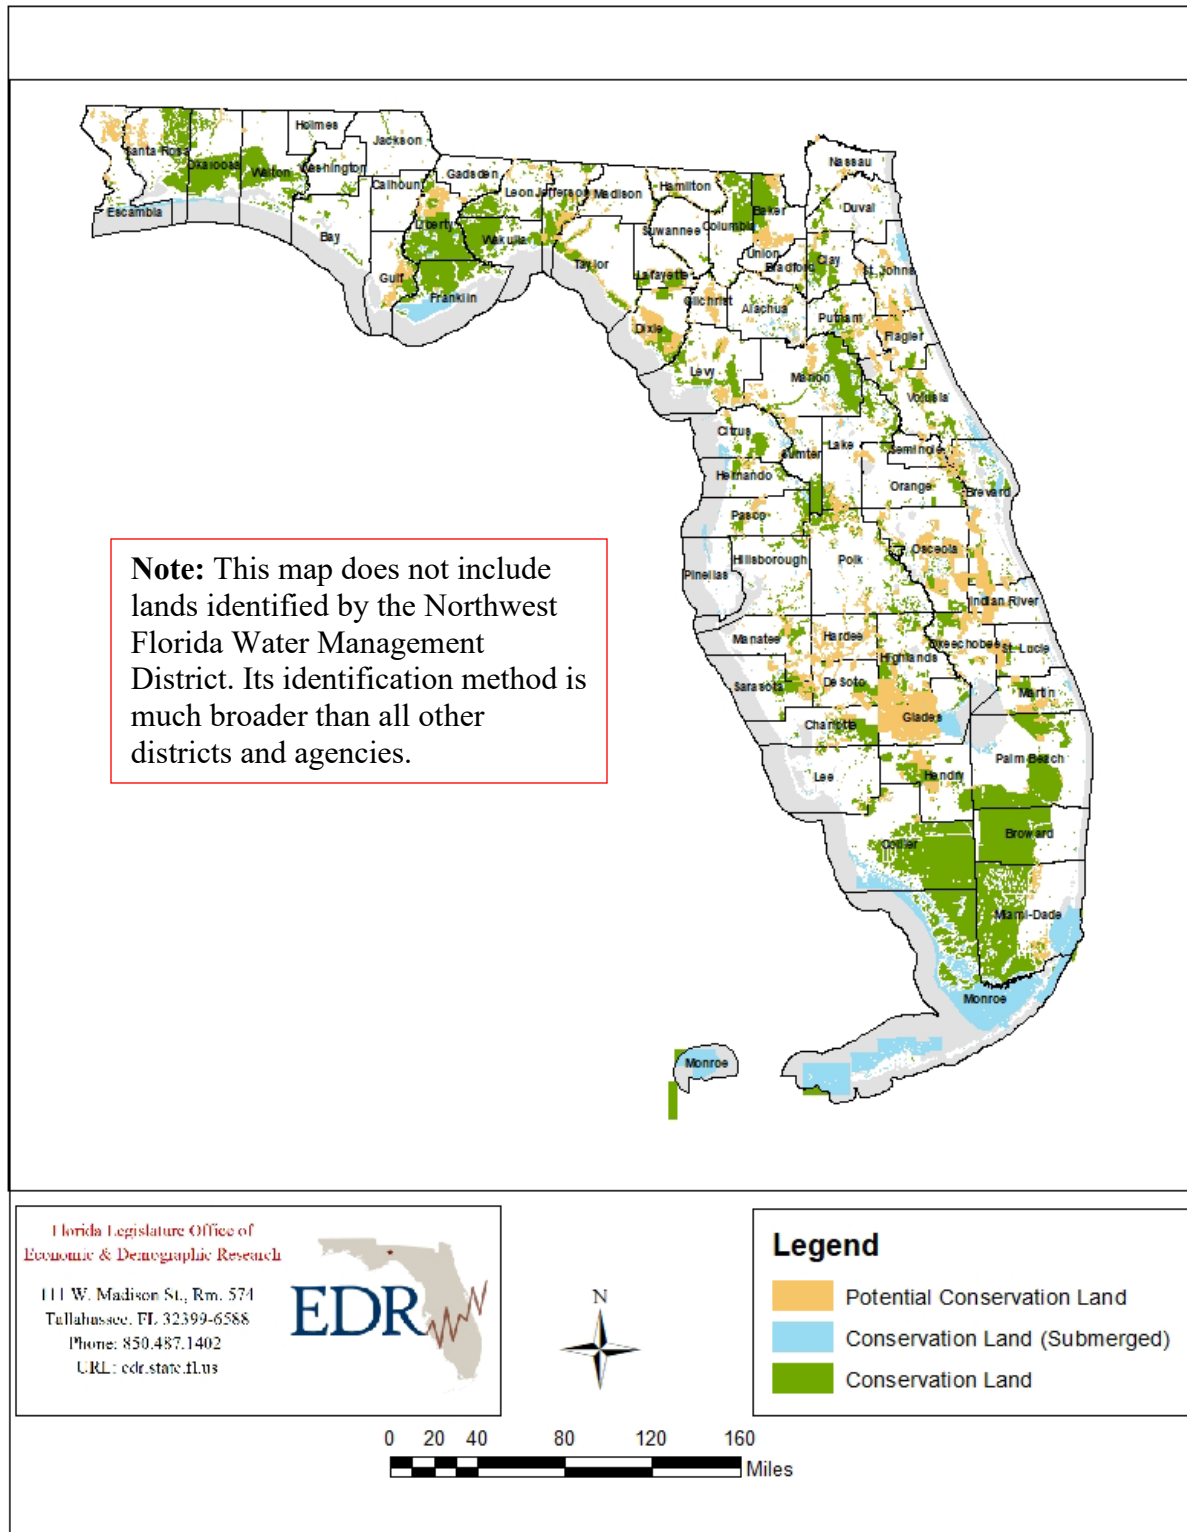 Holmes
Jackson
Santa Rosa
Okaloosa
Walton
Washington
Calhoun
Gadsden
Leon
Jefferson
Madison
Hamilton
Nassau
Escambia
Bay
Liberty
Wakulla
Suwannee
Columbia
Baker
Duval
Gulf
Franklin
Taylor
Lafayette
Union
Bradford
Clay
St. Johns
Gilchrist
Alachua
Putnam
Dixie
Flagler
Levy
Marion
Volusia
Citrus
Sumter
Lake
Seminole
Hernando
Orange
Brevard
Pasco
Osceola
Hillsborough
Polk
Pinellas
Indian River
Manatee
Hardee
Highlands
Okeechobee
St. Lucie
Sarasota
De Soto
Martin
Charlotte
Glades
Lee
Hendry
Palm Beach
Collier
Broward
Miami-Dade
Monroe
Monroe
Note: This map does not include
lands identified by the Northwest
Florida Water Management
District. Its identification method is
much broader than all other
districts and agencies.
Florida Legislature Office of
Economic & Demographic Research
111 W. Madison St., Rm. 574
Tallahassee, FL 32399-6588
Phone: 850.487.1402
URL: edr.state.fl.us
EDR
N
Legend
Potential Conservation Land
Conservation Land (Submerged)
Conservation Land
0 20 40 80 120 160
Miles